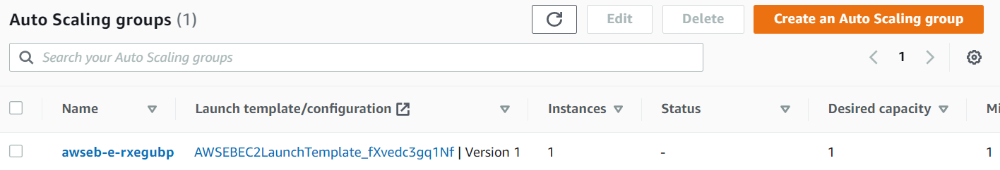 Auto Scaling groups (1)
Edit
Delete
Create an Auto Scaling group
Search your Auto Scaling groups
1
Name
Launch template/configuration
Instances
Status
Desired capacity
Mi
awseb-e-rxegubp
AWSEBEC2LaunchTemplate_fXvedc3gq1Nf | Version 1
1
-
1
1